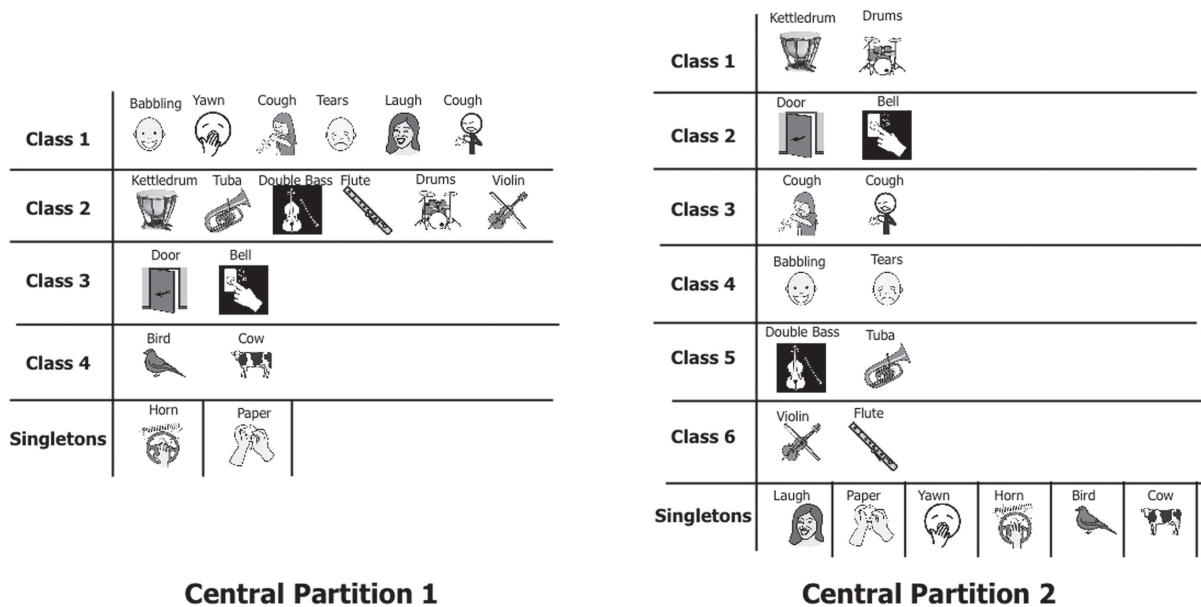 Babbling Yawn Cough Tears Laugh Cough
Class 1
Kettledrum Tuba Double Bass Flute Drums Violin
Class 2
Door Bell
Class 3
Bird Cow
Class 4
Horn Paper
Singletons
Central Partition 1
Kettledrum Drums
Class 1
Door Bell
Class 2
Cough Cough
Class 3
Babbling Tears
Class 4
Double Bass Tuba
Class 5
Violin Flute
Class 6
Laugh Paper Yawn Horn Bird Cow
Singletons
Central Partition 2